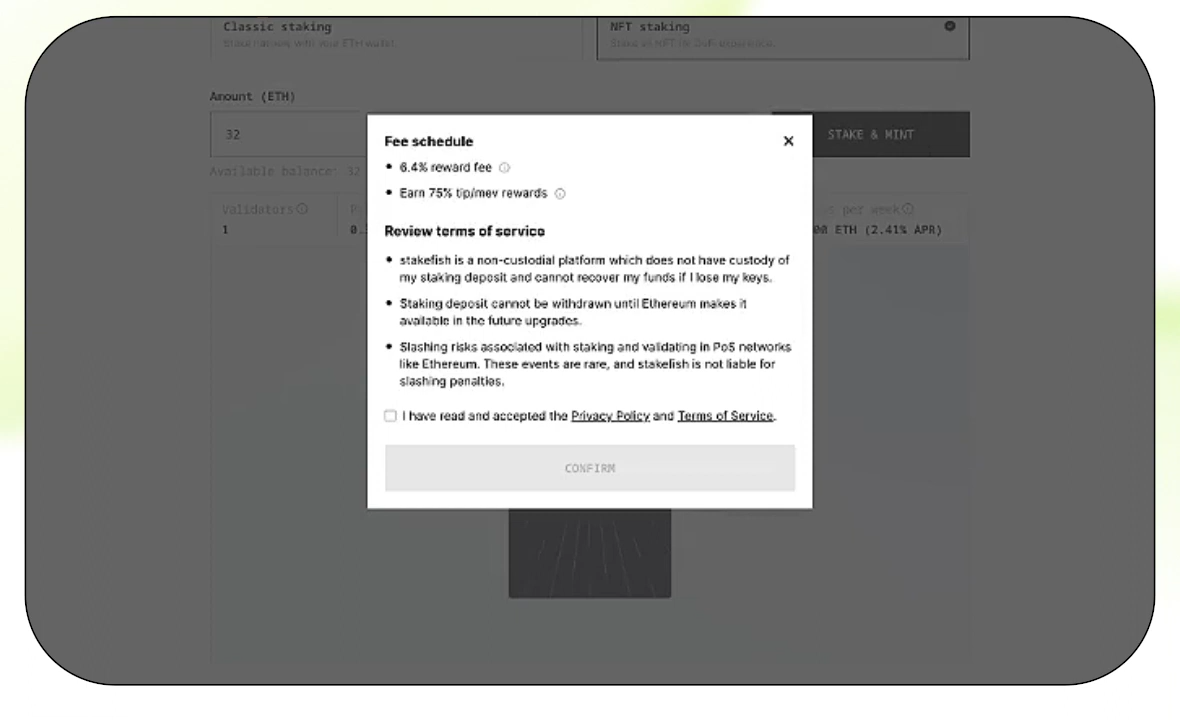 Classic staking
NFT staking
Amount (ETH)
32
STAKE & MINT
Available balance: 32
Validators
1
0.
per week
00 ETH (2.41% APR)
Fee schedule
6.4% reward fee
Earn 75% tip/mev rewards
Review terms of service
stakefish is a non-custodial platform which does not have custody of
my staking deposit and cannot recover my funds if I lose my keys.
Staking deposit cannot be withdrawn until Ethereum makes it
available in the future upgrades.
Slashing risks associated with staking and validating in PoS networks
like Ethereum. These events are rare, and stakefish is not liable for
slashing penalties.
I have read and accepted the Privacy Policy and Terms of Service.
CONFIRM